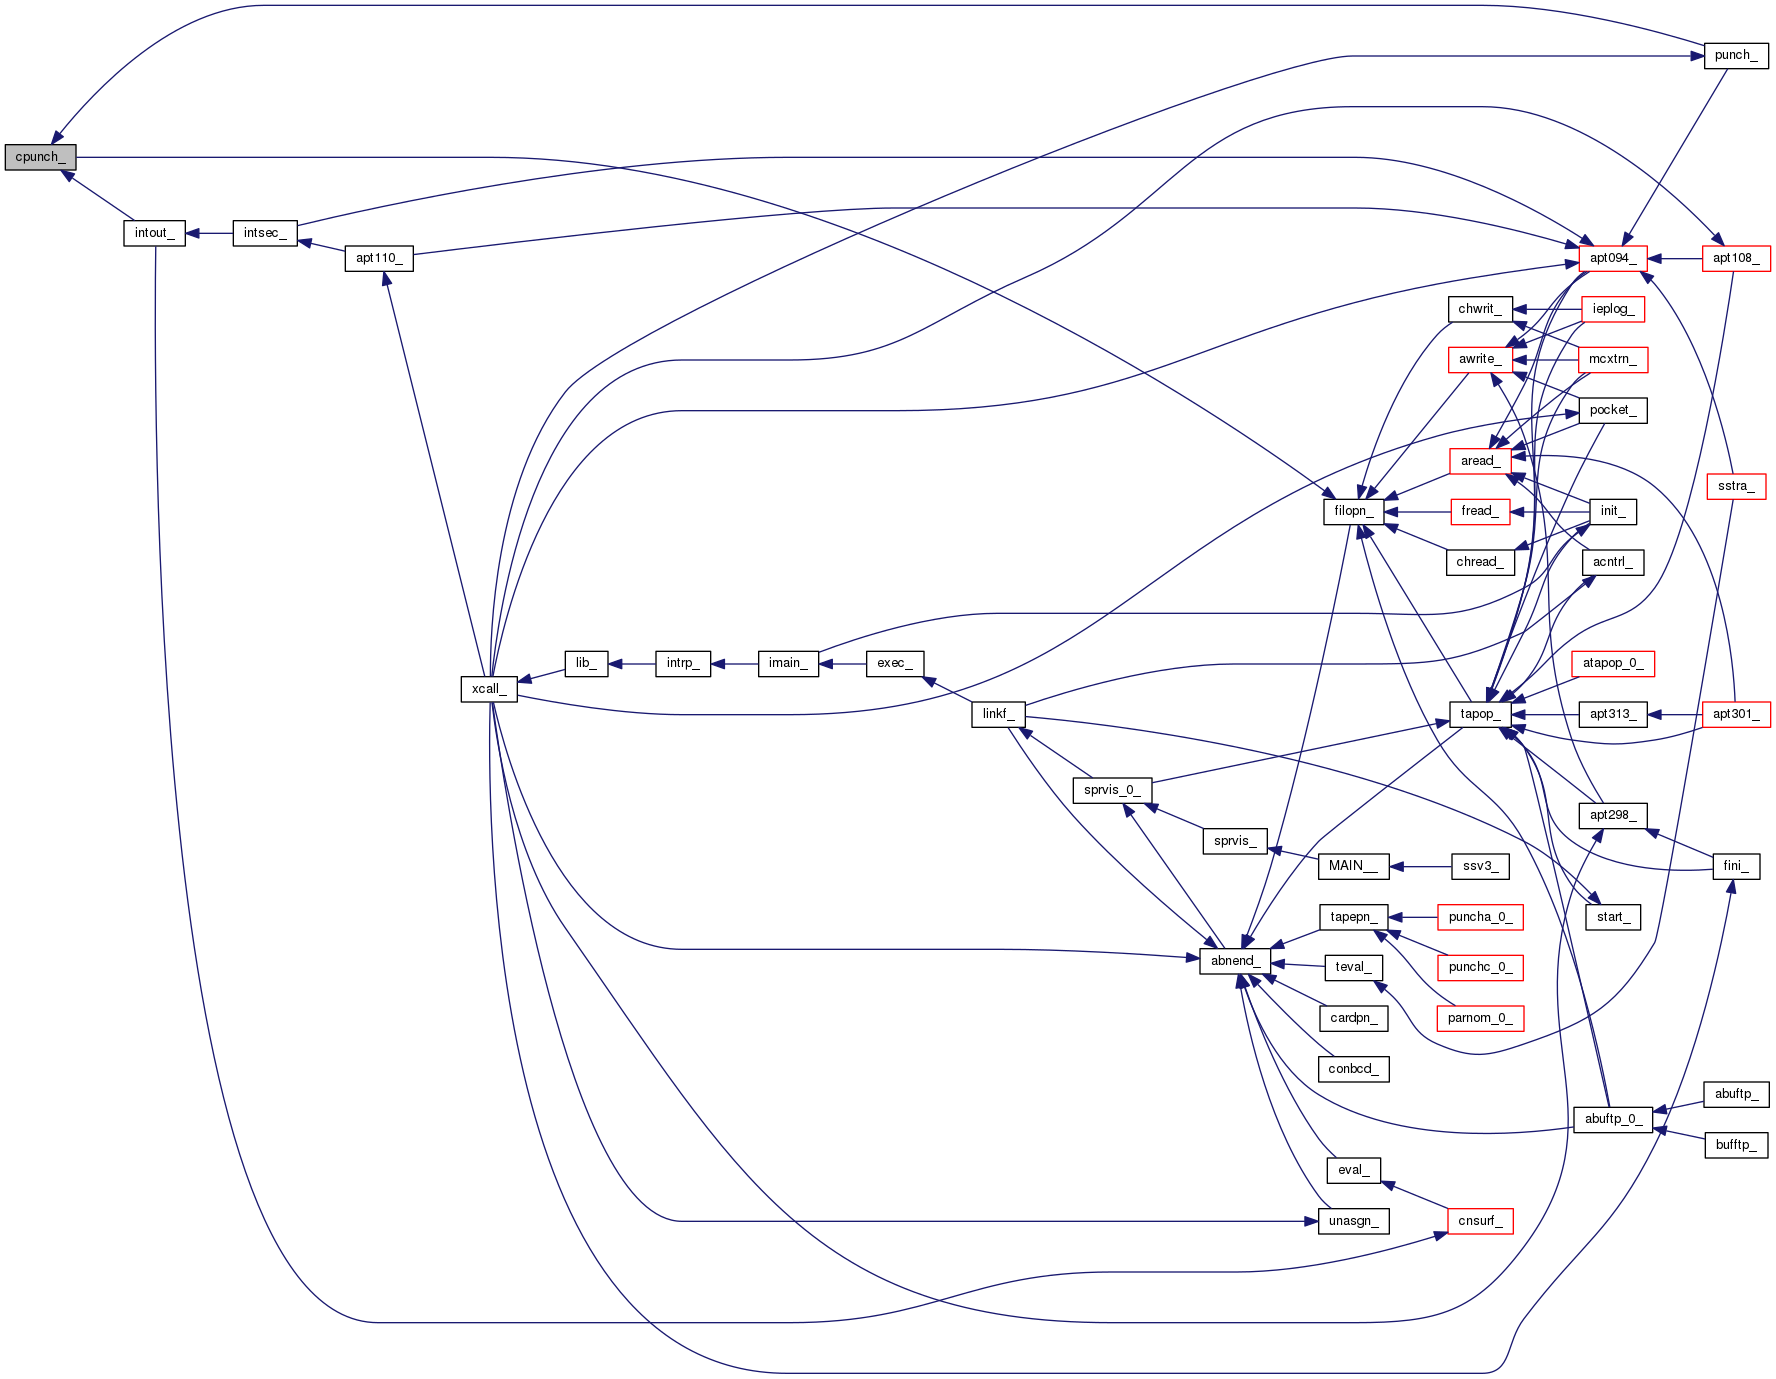 punch_
cpunch_
intout_
intsec_
apt110_
apt094_
apt108_
chwrit_
ieplog_
awrite_
mcxtrn_
pocket_
aread_
sstra_
filopn_
fread_
init_
chread_
acntrl_
lib_
intrp_
imain_
exec_
atapop_0_
xcall_
linkf_
tapop_
apt313_
apt301_
sprvis_0_
apt298_
sprvis_
MAIN__
ssv3_
fini_
tapepn_
puncha_0_
start_
abnend_
teval_
punchc_0_
cardpn_
parnom_0_
conbcd_
abuftp_
abuftp_0_
bufftp_
eval_
unasgn_
cnsurf_